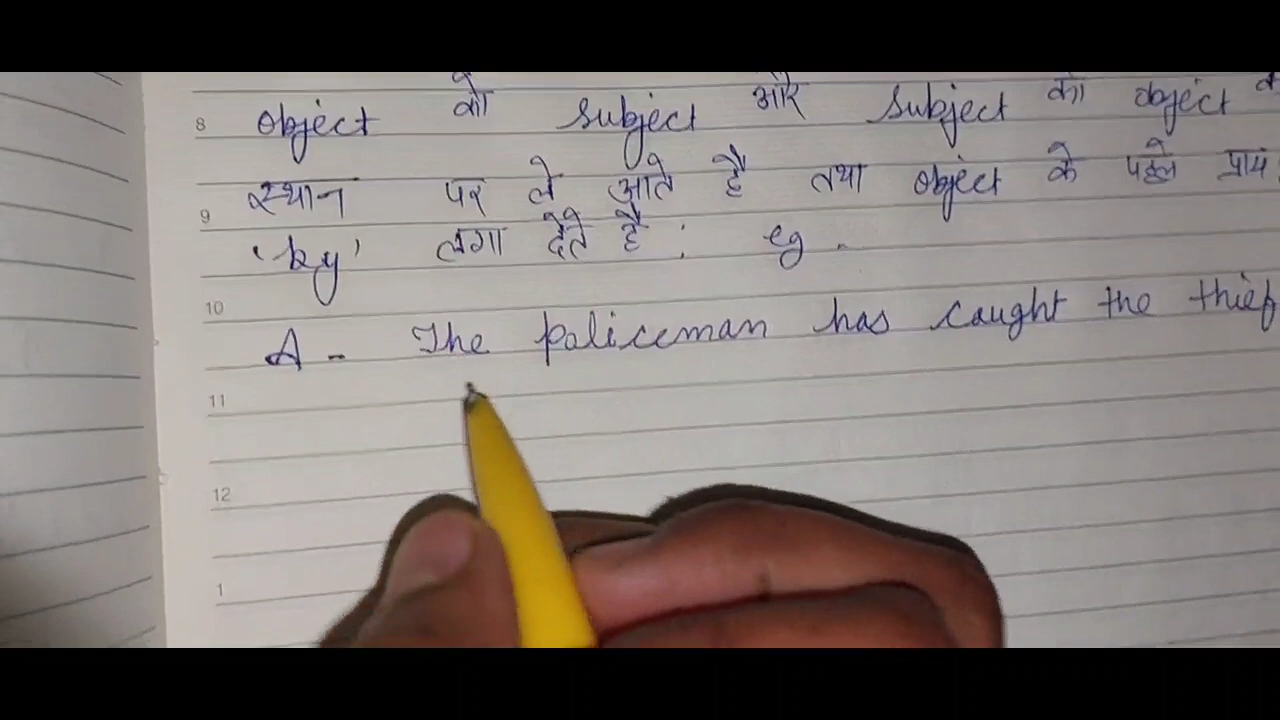 8 object को subject और subject को object
9 स्थान पर ले आते है तथा object के पहले प्राय
'by' लगा देते है : eg -
10 A - The policeman has caught the thief
11
12
1